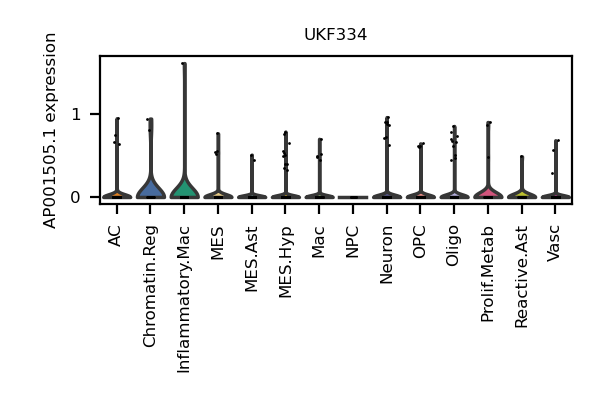 UKF334
AP001505.1 expression
1
0
AC
Chromatin.Reg
Inflammatory.Mac
MES
MES.Ast
MES.Hyp
Mac
NPC
Neuron
OPC
Oligo
Prolif.Metab
Reactive.Ast
Vasc